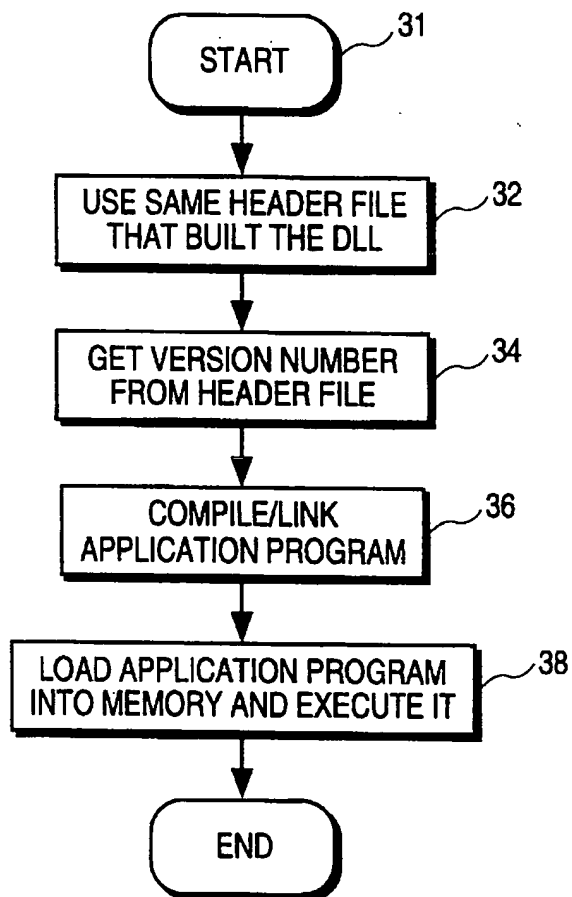 START
31
USE SAME HEADER FILE
THAT BUILT THE DLL
32
GET VERSION NUMBER
FROM HEADER FILE
34
COMPILE/LINK
APPLICATION PROGRAM
36
LOAD APPLICATION PROGRAM
INTO MEMORY AND EXECUTE IT
38
END